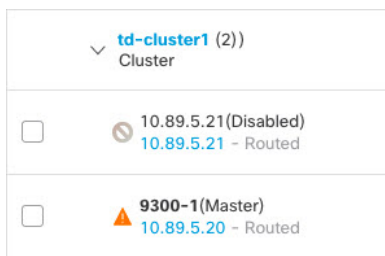 td-cluster1 (2))
Cluster
10.89.5.21(Disabled)
10.89.5.21 - Routed
9300-1(Master)
10.89.5.20 - Routed